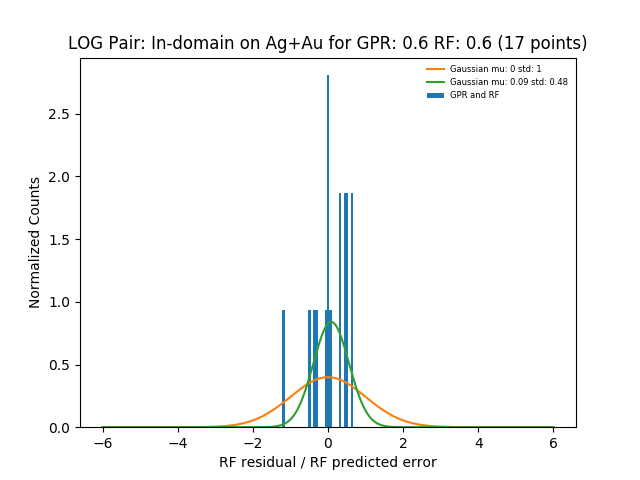 LOG Pair: In-domain on Ag+Au for GPR: 0.6 RF: 0.6 (17 points)
Gaussian mu: 0 std: 1
Gaussian mu: 0.09 std: 0.48
GPR and RF
Normalized Counts
2.5
2.0
1.5
1.0
0.5
0.0
−6 −4 −2 0 2 4 6
RF residual / RF predicted error